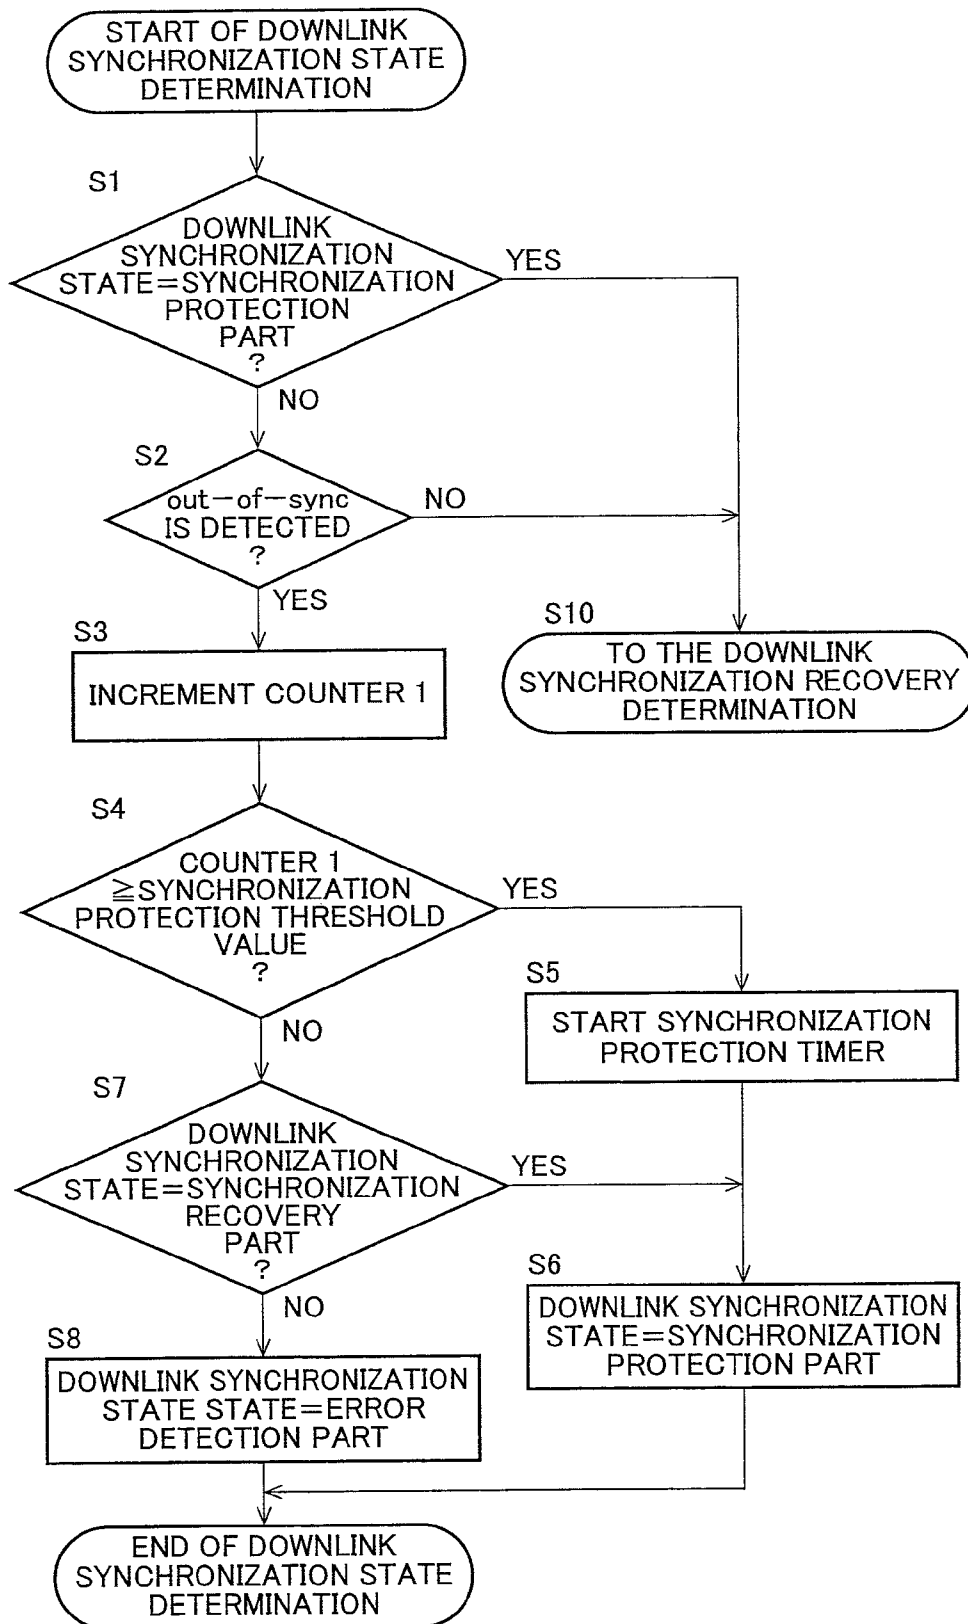 START OF DOWNLINK
SYNCHRONIZATION STATE
DETERMINATION
S1
DOWNLINK
SYNCHRONIZATION
STATE=SYNCHRONIZATION
PROTECTION
PART
?
YES
NO
S2
out-of-sync
IS DETECTED
?
NO
YES
S3
INCREMENT COUNTER 1
S10
TO THE DOWNLINK
SYNCHRONIZATION RECOVERY
DETERMINATION
S4
COUNTER 1
≧SYNCHRONIZATION
PROTECTION THRESHOLD
VALUE
?
YES
NO
S5
START SYNCHRONIZATION
PROTECTION TIMER
S7
DOWNLINK
SYNCHRONIZATION
STATE=SYNCHRONIZATION
RECOVERY
PART
?
YES
NO
S6
DOWNLINK SYNCHRONIZATION
STATE=SYNCHRONIZATION
PROTECTION PART
S8
DOWNLINK SYNCHRONIZATION
STATE STATE=ERROR
DETECTION PART
END OF DOWNLINK
SYNCHRONIZATION STATE
DETERMINATION